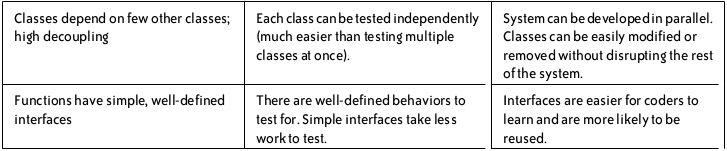 Classes depend on few other classes;
high decoupling
Each class can be tested independently
(much easier than testing multiple
classes at once).
System can be developed in parallel.
Classes can be easily modified or
removed without disrupting the rest
of the system.
Functions have simple, well-defined
interfaces
There are well-defined behaviors to
test for. Simple interfaces take less
work to test.
Interfaces are easier for coders to
learn and are more likely to be
reused.